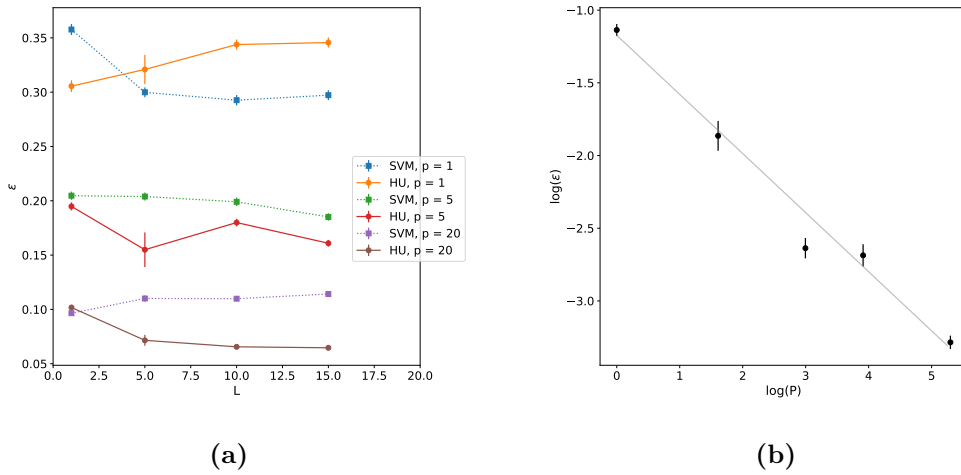 0.35
0.30
0.25
0.20
0.15
0.10
0.05
ε
0.0 2.5 5.0 7.5 10.0 12.5 15.0 17.5 20.0
L
SVM, p = 1
HU, p = 1
SVM, p = 5
HU, p = 5
SVM, p = 20
HU, p = 20
(a)
−1.0
−1.5
−2.0
−2.5
−3.0
log(ε)
0 1 2 3 4 5
log(P)
(b)